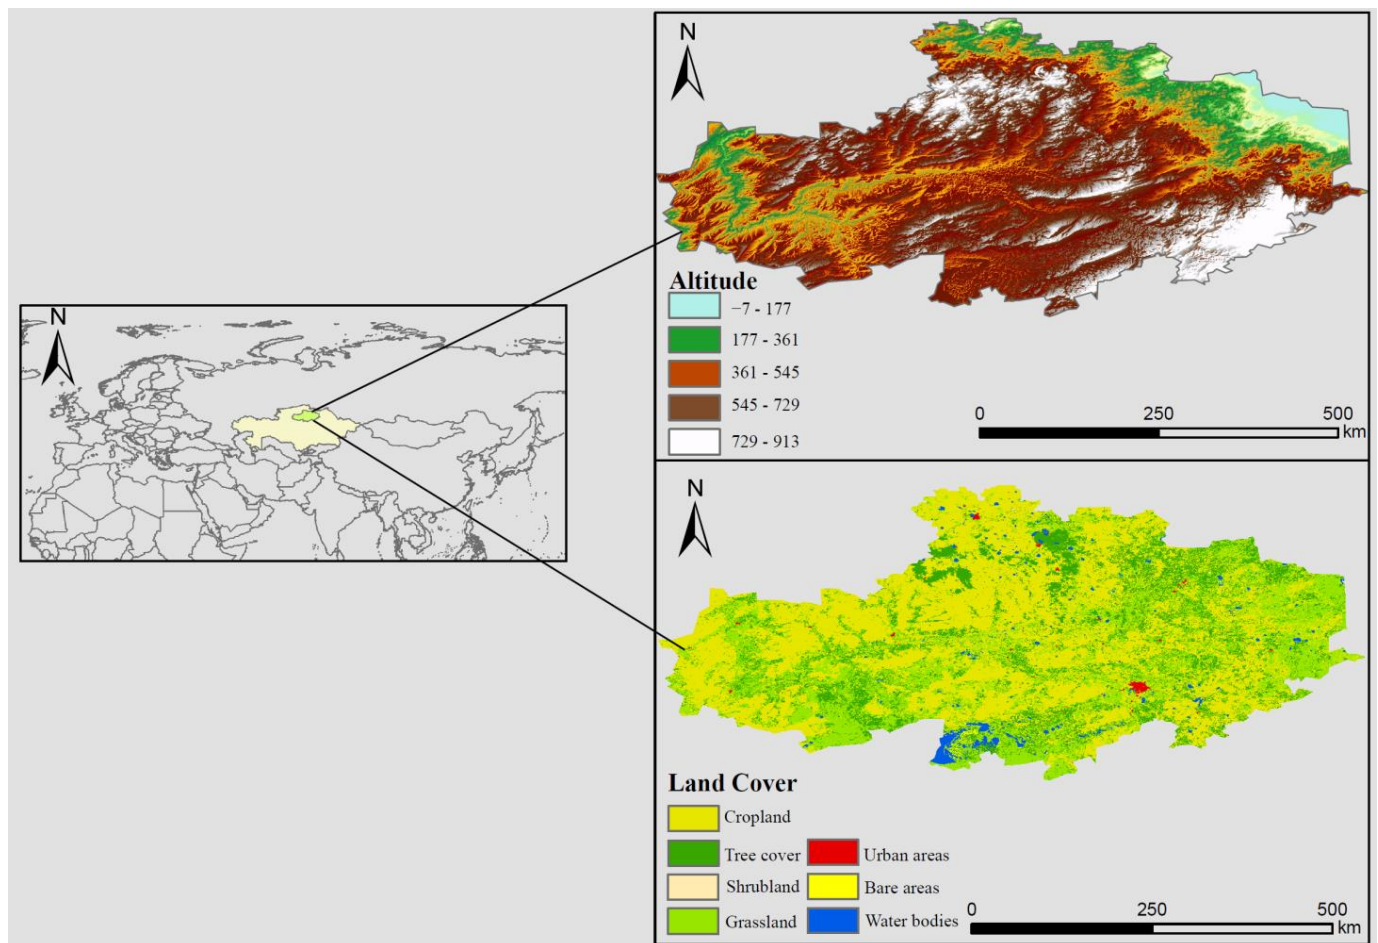 N
Altitude
−7 - 177
177 - 361
361 - 545
545 - 729
729 - 913
0 250 500
km
N
N
Land Cover
Cropland
Tree cover Urban areas
Shrubland Bare areas
Grassland Water bodies
0 250 500
km